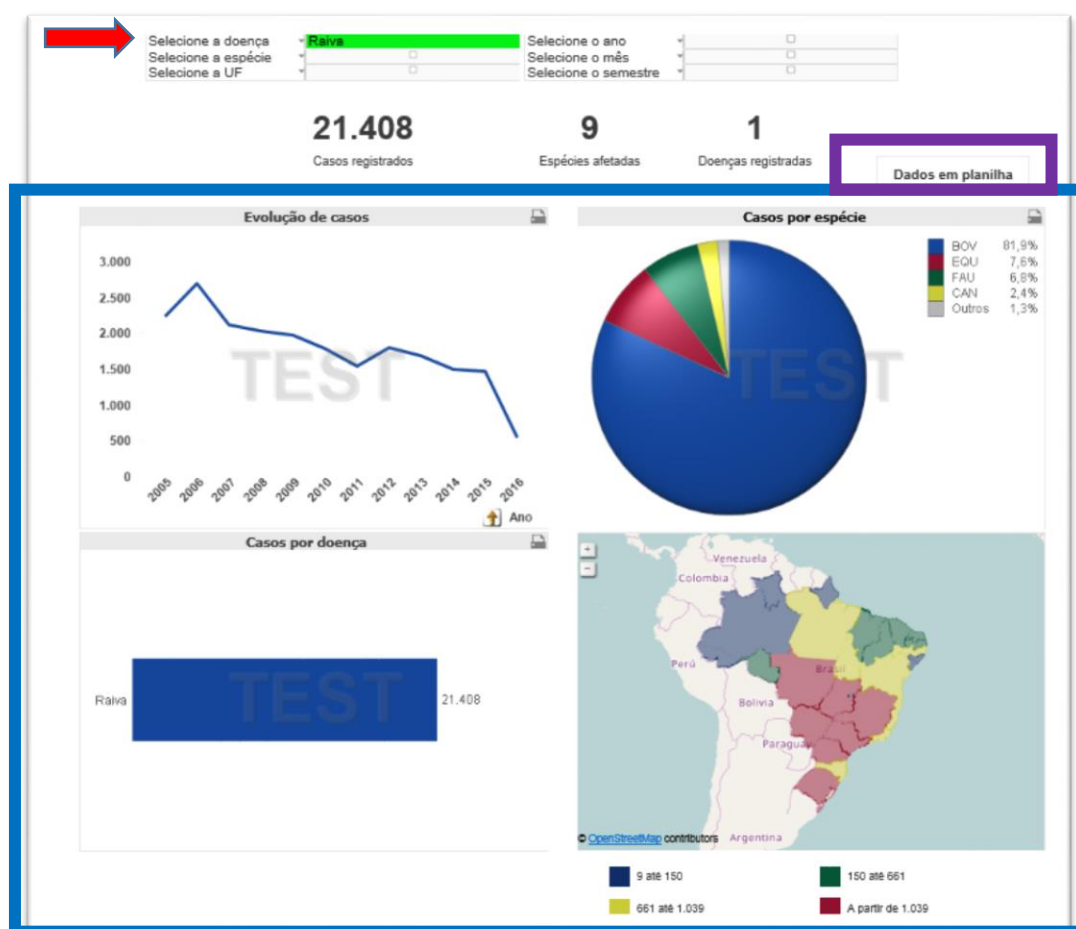 Selecione a doença Raiva Selecione o ano
Selecione a espécie Selecione o mês
Selecione a UF Selecione o semestre
21.408 9 1
Casos registrados Espécies afetadas Doenças registradas
Dados em planilha
Evolução de casos
3.000
2.500
2.000
1.500
1.000
500
0
TEST
2005 2006 2007 2008 2009 2010 2011 2012 2013 2014 2015 2016
Ano
Casos por espécie
BOV 81,9%
EQU 7,6%
FAU 6,8%
CAN 2,4%
Outros 1,3%
TEST
Casos por doença
Raiva TEST 21.408
+
-
Venezuela
Colombia
Perú
Brasil
Bolivia
Paraguay
© OpenStreetMap contributors Argentina
9 até 150 150 até 661
661 até 1.039 A partir de 1.039